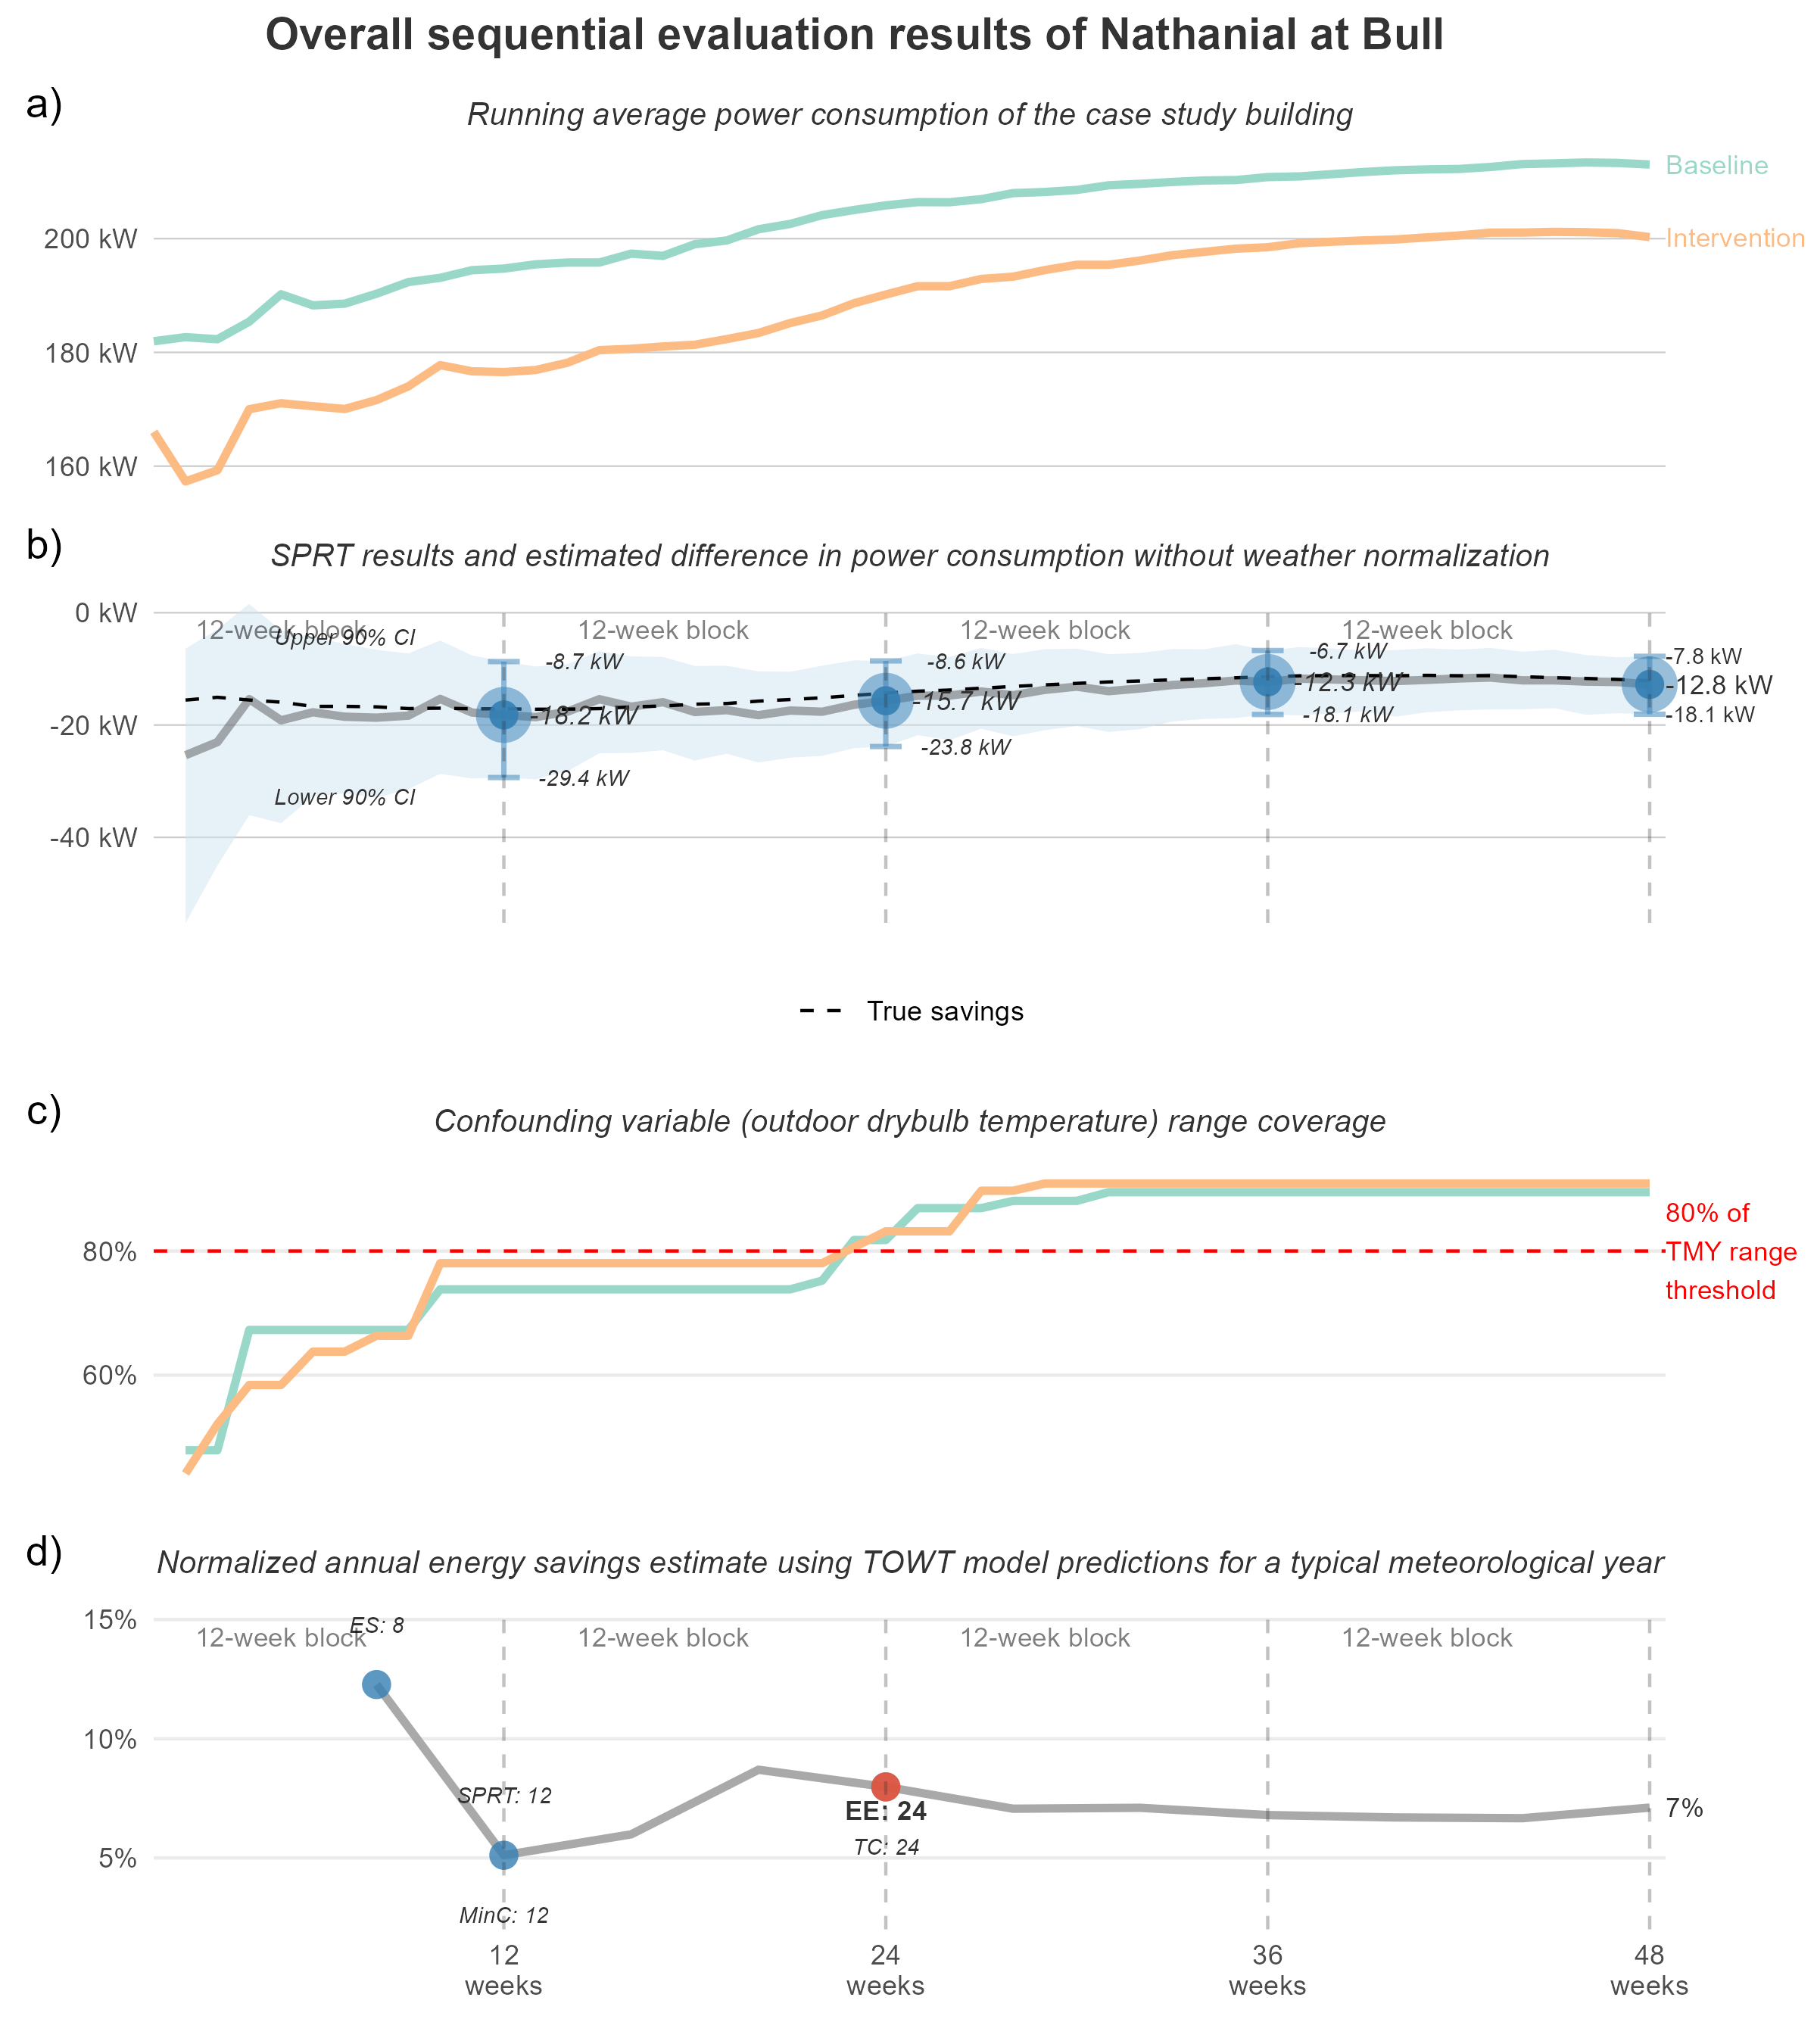 Overall sequential evaluation results of Nathanial at Bull
a)
Running average power consumption of the case study building
Baseline
200 kW
Intervention
180 kW
160 kW
b)
SPRT results and estimated difference in power consumption without weather normalization
0 kW
12-week block
12-week block
12-week block
12-week block
Upper 90% CI
-8.7 kW
-8.6 kW
-6.7 kW
-7.8 kW
-18.2 kW
-15.7 kW
-12.3 kW
-12.8 kW
-20 kW
-29.4 kW
-23.8 kW
-18.1 kW
-18.1 kW
Lower 90% CI
-40 kW
True savings
c)
Confounding variable (outdoor drybulb temperature) range coverage
80%
60%
80% of
TMY range
threshold
d)
Normalized annual energy savings estimate using TOWT model predictions for a typical meteorological year
15%
ES: 8
12-week block
12-week block
12-week block
12-week block
10%
SPRT: 12
EE: 24
7%
TC: 24
5%
MinC: 12
12
weeks
24
weeks
36
weeks
48
weeks